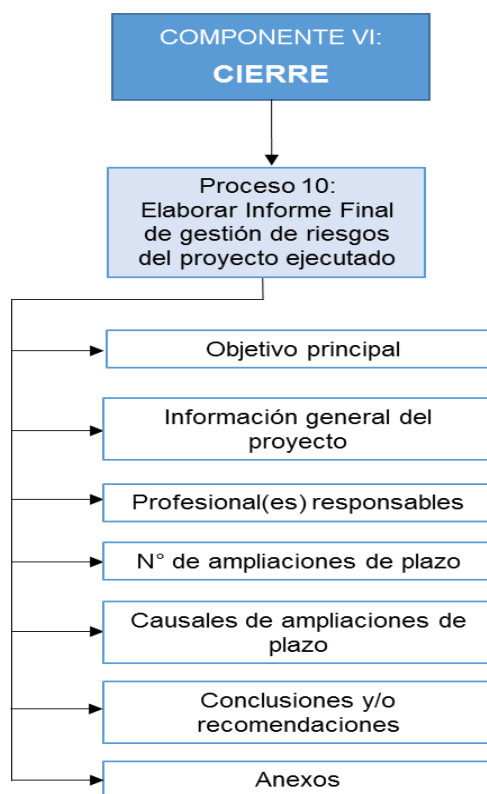 COMPONENTE VI:
CIERRE
Proceso 10:
Elaborar Informe Final
de gestión de riesgos
del proyecto ejecutado
Objetivo principal
Información general del
proyecto
Profesional(es) responsables
N° de ampliaciones de plazo
Causales de ampliaciones de
plazo
Conclusiones y/o
recomendaciones
Anexos